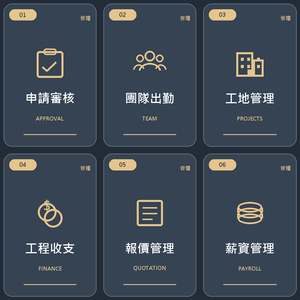 01
申請審核
APPROVAL
02
團隊出勤
TEAM
03
工地管理
PROJECTS
04
工程收支
FINANCE
05
報價管理
QUOTATION
06
薪資管理
PAYROLL